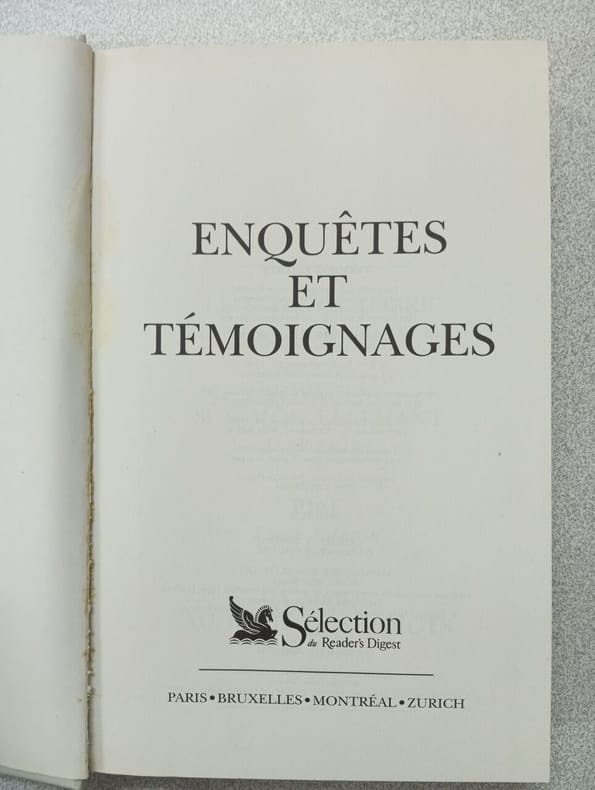 ENQUÊTES
ET
TÉMOIGNAGES
Sélection
du Reader's Digest
PARIS • BRUXELLES • MONTRÉAL • ZURICH